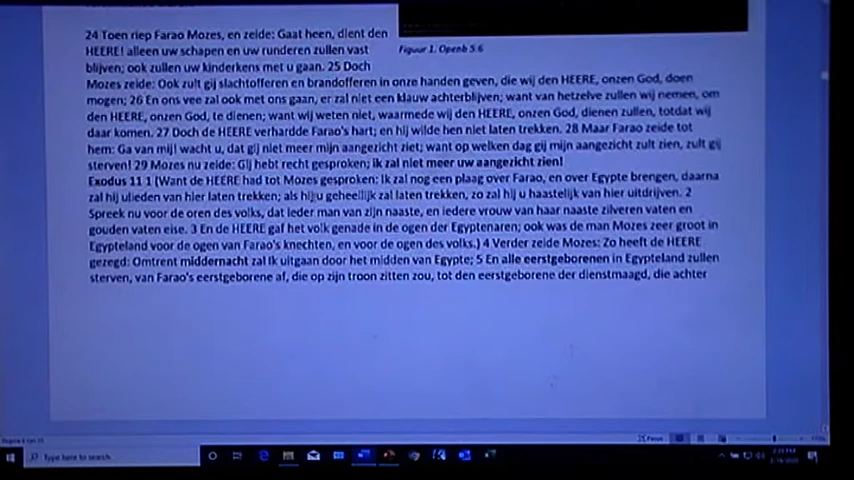 24 Toen riep Farao Mozes, en zeide: Gaat heen, dient den
HEERE! alleen uw schapen en uw runderen zullen vast
blijven; ook zullen uw kinderkens met u gaan. 25 Doch
Figuur 1. Openb 5:6
Mozes zeide: Ook zult gij slachtofferen en brandofferen in onze handen geven, die wij den HEERE, onzen God, doen
mogen; 26 En ons vee zal ook met ons gaan, er zal niet een klauw achterblijven; want van hetzelve zullen wij nemen, om
den HEERE, onzen God, te dienen; want wij weten niet, waarmede wij den HEERE, onzen God, dienen zullen, totdat wij
daar komen. 27 Doch de HEERE verhardde Farao's hart; en hij wilde hen niet laten trekken. 28 Maar Farao zeide tot
hem: Ga van mij! wacht u, dat gij niet meer mijn aangezicht ziet; want op welken dag gij mijn aangezicht zult zien, zult gij
sterven! 29 Mozes nu zeide: Gij hebt recht gesproken; ik zal niet meer uw aangezicht zien!
Exodus 11 1 (Want de HEERE had tot Mozes gesproken: Ik zal nog een plaag over Farao, en over Egypte brengen, daarna
zal hij ulieden van hier laten trekken; als hij u geheellijk zal laten trekken, zo zal hij u haastelijk van hier uitdrijven. 2
Spreek nu voor de oren des volks, dat ieder man van zijn naaste, en iedere vrouw van haar naaste zilveren vaten en
gouden vaten eise. 3 En de HEERE gaf het volk genade in de ogen der Egyptenaren; ook was de man Mozes zeer groot in
Egypteland voor de ogen van Farao's knechten, en voor de ogen des volks.) 4 Verder zeide Mozes: Zo heeft de HEERE
gezegd: Omtrent middernacht zal Ik uitgaan door het midden van Egypte; 5 En alle eerstgeborenen in Egypteland zullen
sterven, van Farao's eerstgeborene af, die op zijn troon zitten zou, tot den eerstgeborene der dienstmaagd, die achter
Focus
Type here to search